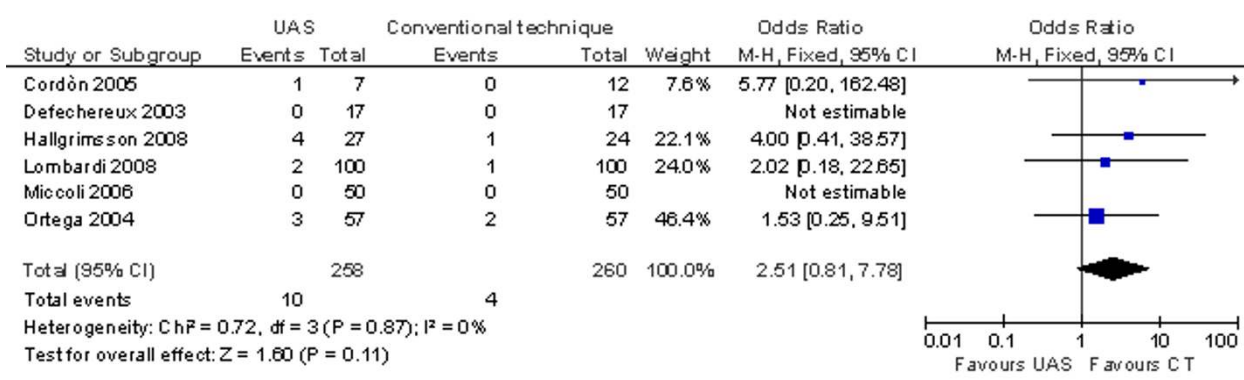 UAS Conventional technique Odds Ratio Odds Ratio
Study or Subgroup Events Total Events Total Weight M-H, Fixed, 95% CI M-H, Fixed, 95% CI
Cordòn 2005 1 7 0 12 7.6% 5.77 [0.20, 162.48]
Defechereux 2003 0 17 0 17 Not estimable
Hallgrimsson 2008 4 27 1 24 22.1% 4.00 [0.41, 38.57]
Lombardi 2008 2 100 1 100 24.0% 2.02 [0.18, 22.65]
Miccoli 2006 0 50 0 50 Not estimable
Ortega 2004 3 57 2 57 46.4% 1.53 [0.25, 9.51]
Total (95% CI) 258 260 100.0% 2.51 [0.81, 7.78]
Total events 10 4
Heterogeneity: Chi² = 0.72, df = 3 (P = 0.87); I² = 0%
Test for overall effect: Z = 1.60 (P = 0.11)
0.01 0.1 1 10 100
Favours UAS Favours CT